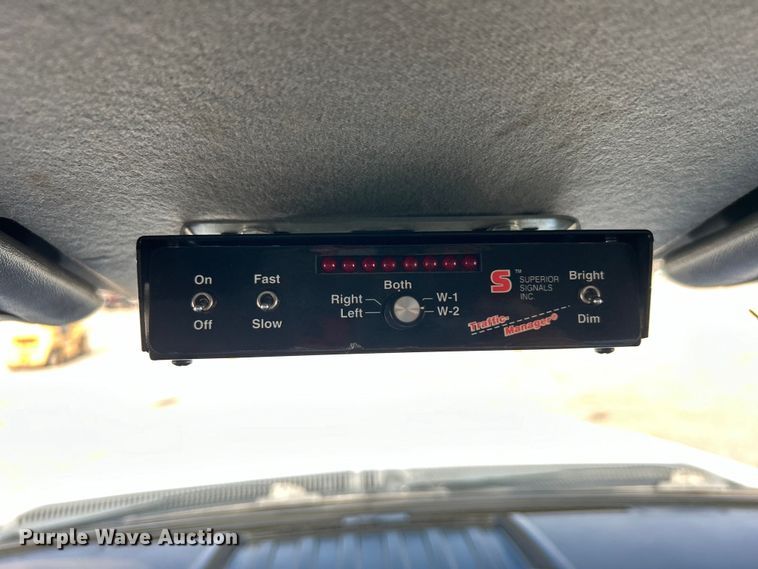 On
Off
Fast
Slow
Both
Right
Left
W-1
W-2
S™
SUPERIOR
SIGNALS
INC.
Traffic-
Manager®
Bright
Dim
Purple Wave Auction